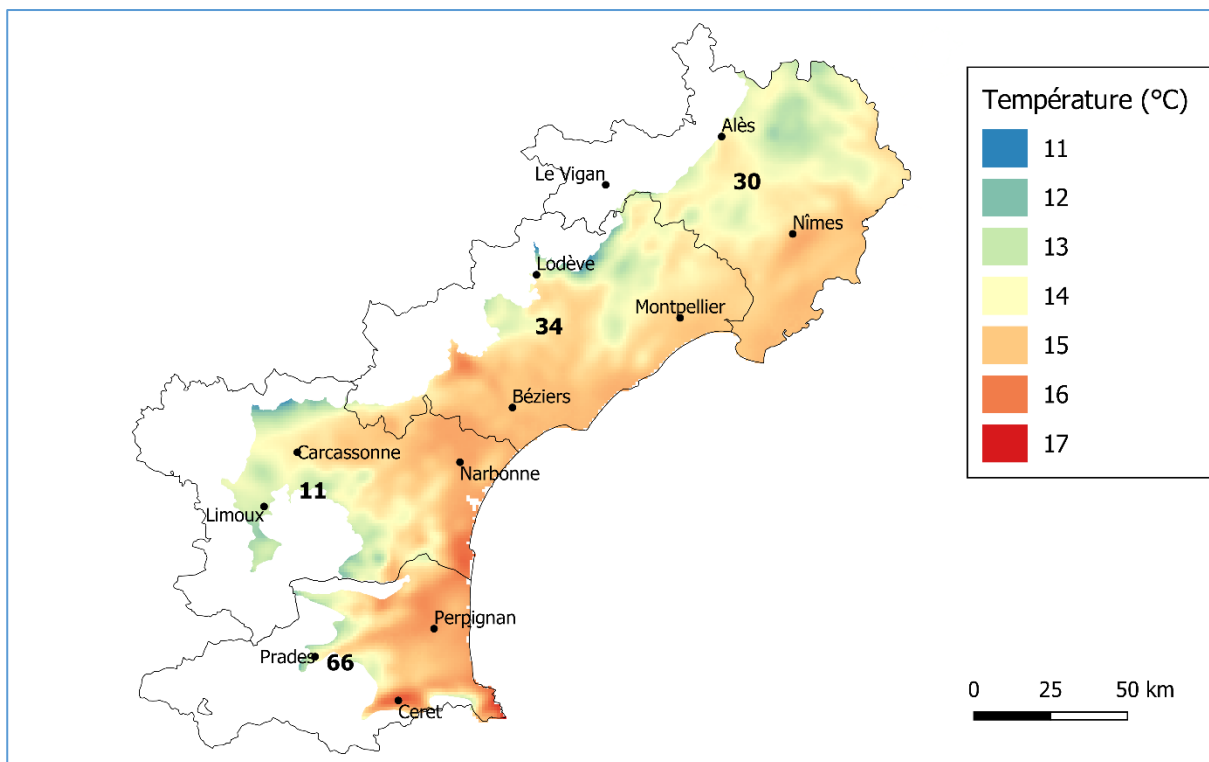 Température (°C)
11
12
13
14
15
16
17
Alès
Le Vigan
30
Nîmes
Lodève
Montpellier
34
Béziers
Carcassonne
Narbonne
11
Limoux
Perpignan
Prades
66
Ceret
0 25 50 km